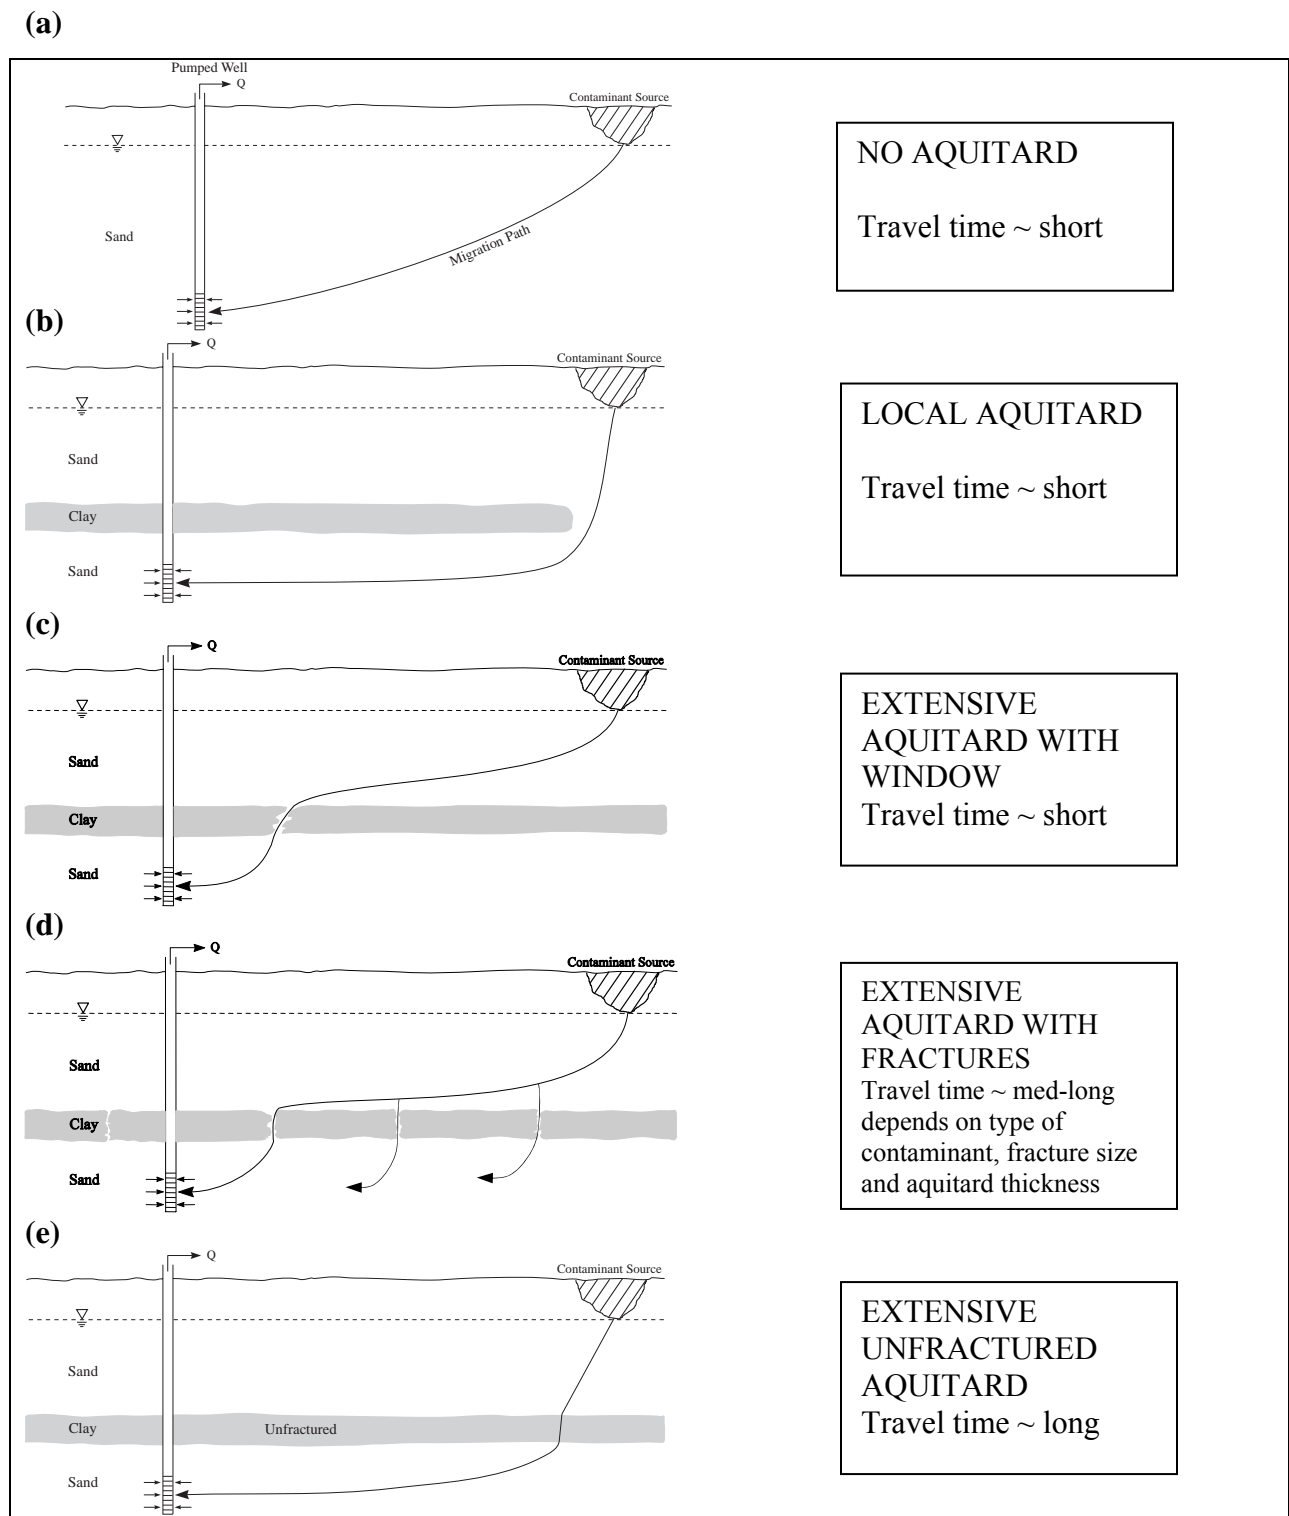 (a)
Pumped Well
Q
Contaminant Source
Sand
Migration Path
NO AQUITARD
Travel time ~ short
(b)
Q
Contaminant Source
Sand
Clay
Sand
LOCAL AQUITARD
Travel time ~ short
(c)
Q
Contaminant Source
Sand
Clay
Sand
EXTENSIVE
AQUITARD WITH
WINDOW
Travel time ~ short
(d)
Q
Contaminant Source
Sand
Clay
Sand
EXTENSIVE
AQUITARD WITH
FRACTURES
Travel time ~ med-long
depends on type of
contaminant, fracture size
and aquitard thickness
(e)
Q
Contaminant Source
Sand
Clay
Unfractured
Sand
EXTENSIVE
UNFRACTURED
AQUITARD
Travel time ~ long